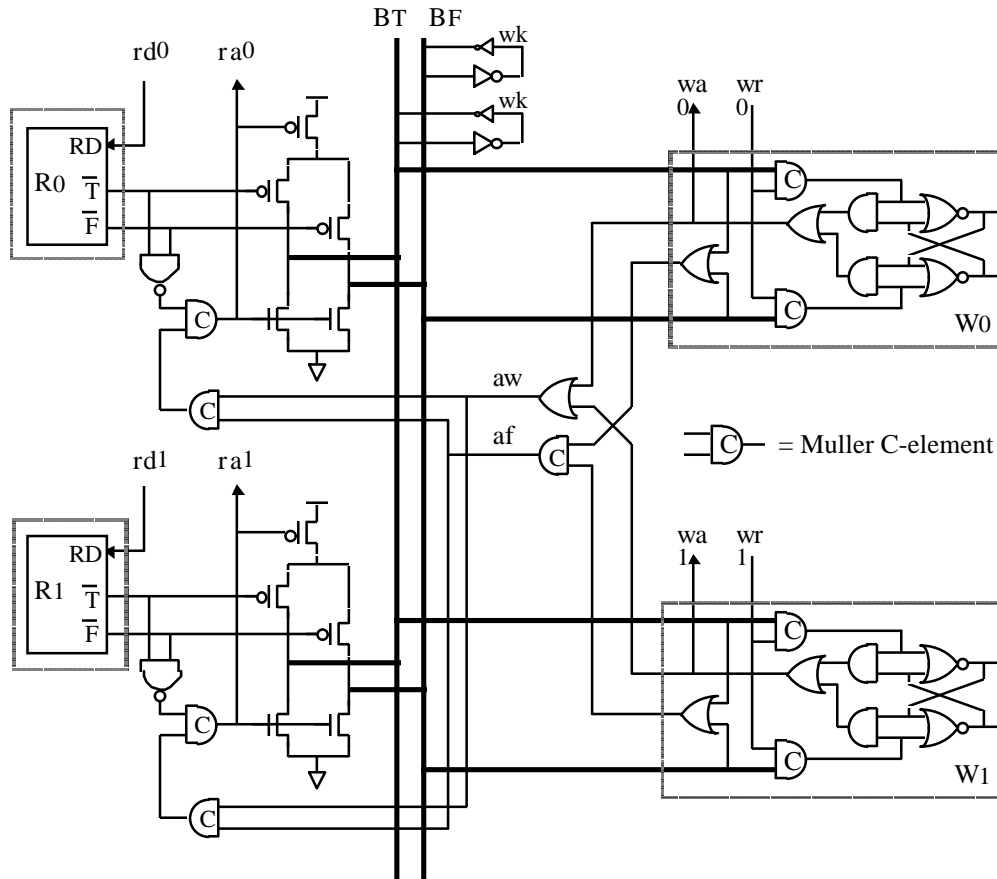 BT BF
wk
rd0 ra0
wa
0
wr
0
wk
RD
R0
T̅
F̅
C
C
C
W0
aw
C
af
C
C = Muller C-element
rd1 ra1
wa
1
wr
1
RD
R1
T̅
F̅
C
C
C
W1
C